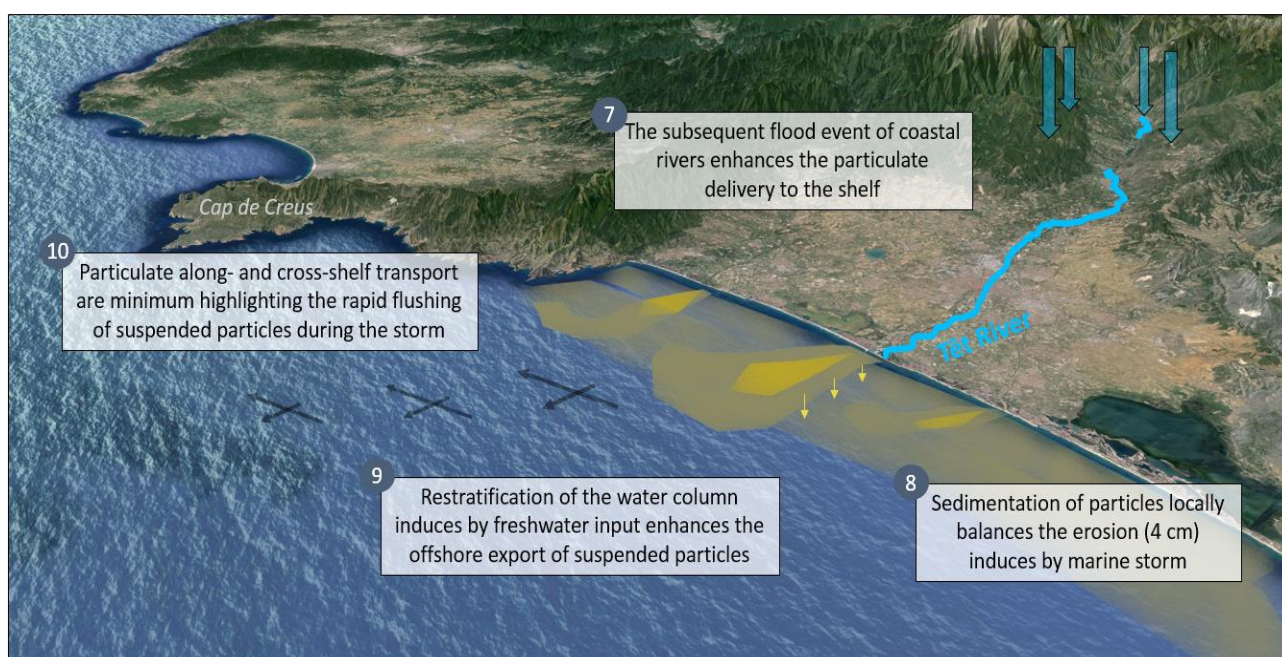 7
The subsequent flood event of coastal
rivers enhances the particulate
delivery to the shelf
Cap de Creus
10
Particulate along- and cross-shelf transport
are minimum highlighting the rapid flushing
of suspended particles during the storm
Têt River
9
Restratification of the water column
induces by freshwater input enhances the
offshore export of suspended particles
8
Sedimentation of particles locally
balances the erosion (4 cm)
induces by marine storm